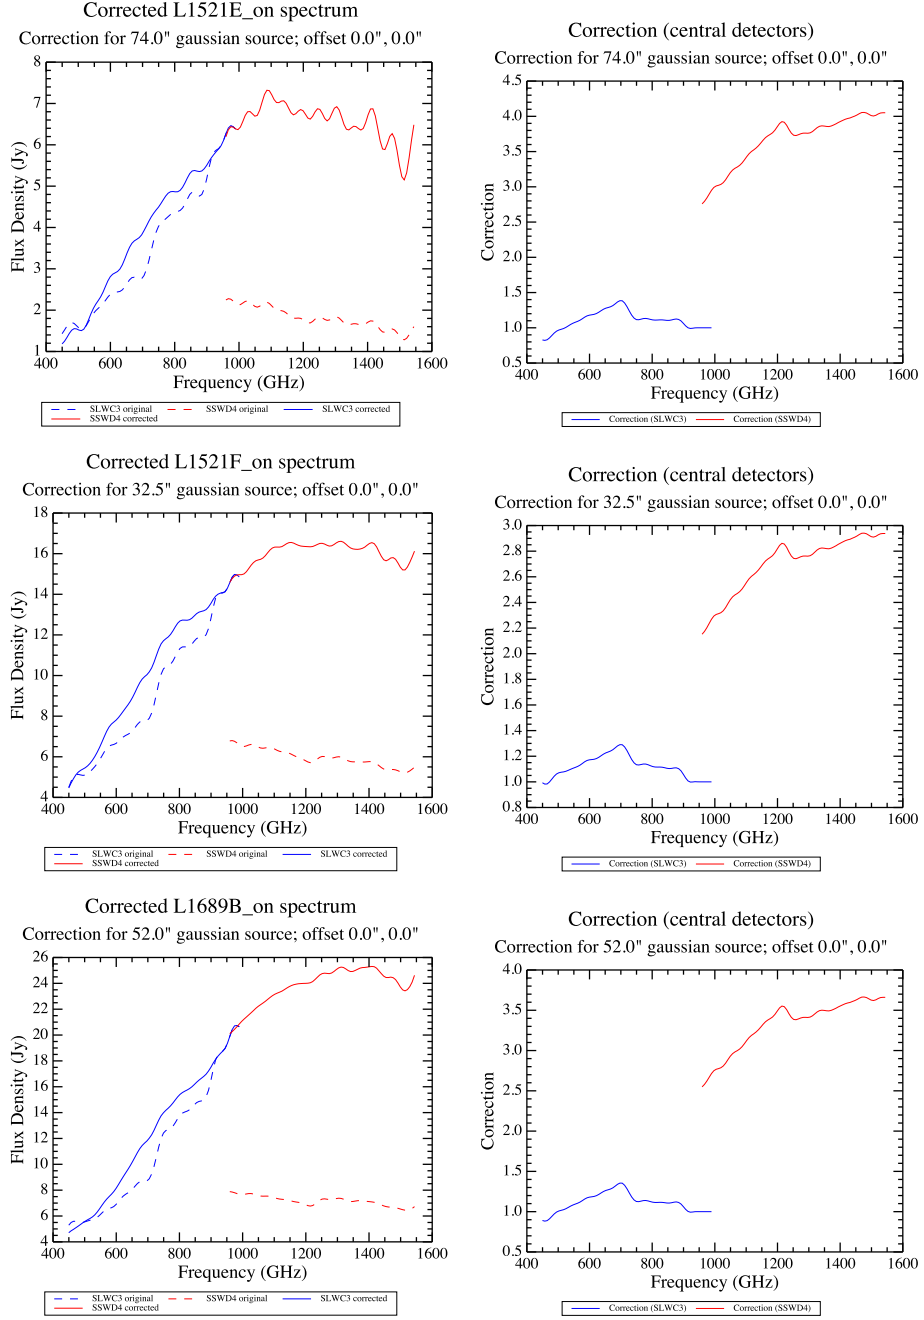 Corrected L1521E_on spectrum
Correction for 74.0" gaussian source; offset 0.0", 0.0"
8
7
6
5
4
3
2
1
Flux Density (Jy)
400 600 800 1000 1200 1400 1600
Frequency (GHz)
SLWC3 original SSWD4 original SLWC3 corrected
SSWD4 corrected
Correction (central detectors)
Correction for 74.0" gaussian source; offset 0.0", 0.0"
4.5
4.0
3.5
3.0
2.5
2.0
1.5
1.0
0.5
Correction
400 600 800 1000 1200 1400 1600
Frequency (GHz)
Correction (SLWC3) Correction (SSWD4)
Corrected L1521F_on spectrum
Correction for 32.5" gaussian source; offset 0.0", 0.0"
18
16
14
12
10
8
6
4
Flux Density (Jy)
400 600 800 1000 1200 1400 1600
Frequency (GHz)
SLWC3 original SSWD4 original SLWC3 corrected
SSWD4 corrected
Correction (central detectors)
Correction for 32.5" gaussian source; offset 0.0", 0.0"
3.0
2.8
2.6
2.4
2.2
2.0
1.8
1.6
1.4
1.2
1.0
0.8
Correction
400 600 800 1000 1200 1400 1600
Frequency (GHz)
Correction (SLWC3) Correction (SSWD4)
Corrected L1689B_on spectrum
Correction for 52.0" gaussian source; offset 0.0", 0.0"
26
24
22
20
18
16
14
12
10
8
6
4
Flux Density (Jy)
400 600 800 1000 1200 1400 1600
Frequency (GHz)
SLWC3 original SSWD4 original SLWC3 corrected
SSWD4 corrected
Correction (central detectors)
Correction for 52.0" gaussian source; offset 0.0", 0.0"
4.0
3.5
3.0
2.5
2.0
1.5
1.0
0.5
Correction
400 600 800 1000 1200 1400 1600
Frequency (GHz)
Correction (SLWC3) Correction (SSWD4)